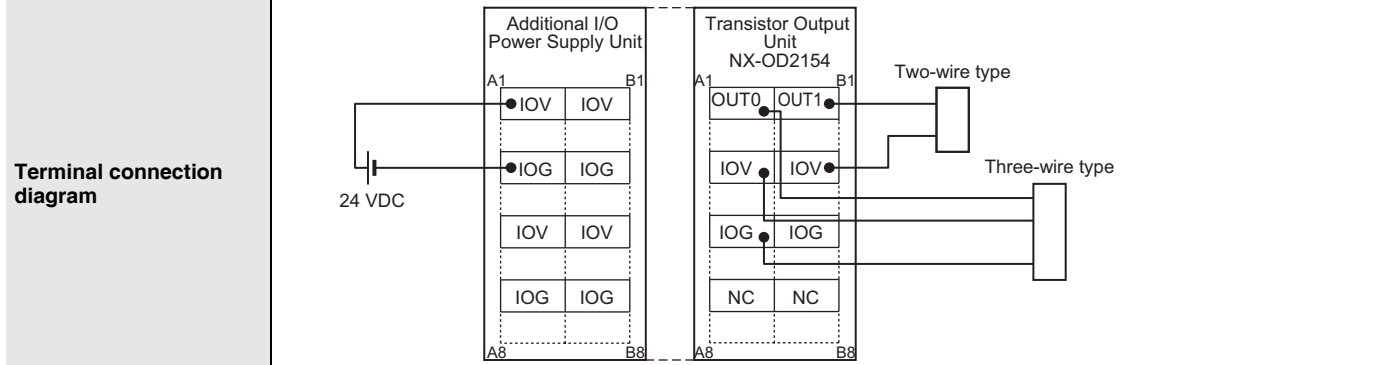 Terminal connection
diagram
Additional I/O
Power Supply Unit
A1
B1
IOV
IOV
IOG
IOG
IOV
IOV
IOG
IOG
A8
B8
24 VDC
Transistor Output
Unit
NX-OD2154
A1
B1
OUT0
OUT1
IOV
IOV
IOG
IOG
NC
NC
A8
B8
Two-wire type
Three-wire type